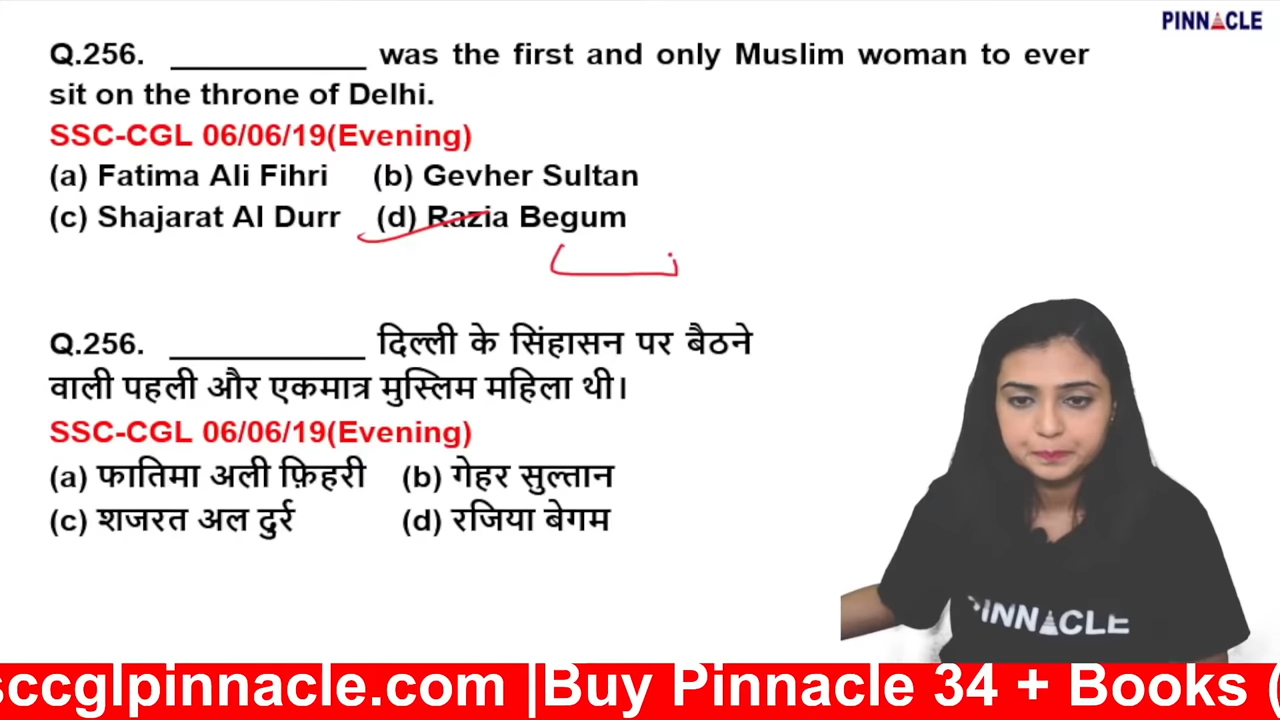 PINNACLE
Q.256. ___________ was the first and only Muslim woman to ever
sit on the throne of Delhi.
SSC-CGL 06/06/19(Evening)
(a) Fatima Ali Fihri (b) Gevher Sultan
(c) Shajarat Al Durr (d) Razia Begum
Q.256. ___________ दिल्ली के सिंहासन पर बैठने
वाली पहली और एकमात्र मुस्लिम महिला थी।
SSC-CGL 06/06/19(Evening)
(a) फातिमा अली फ़िहरी (b) गेहर सुल्तान
(c) शजरत अल दुर्र (d) रजिया बेगम
PINNACLE
sccglpinnacle.com |Buy Pinnacle 34 + Books (